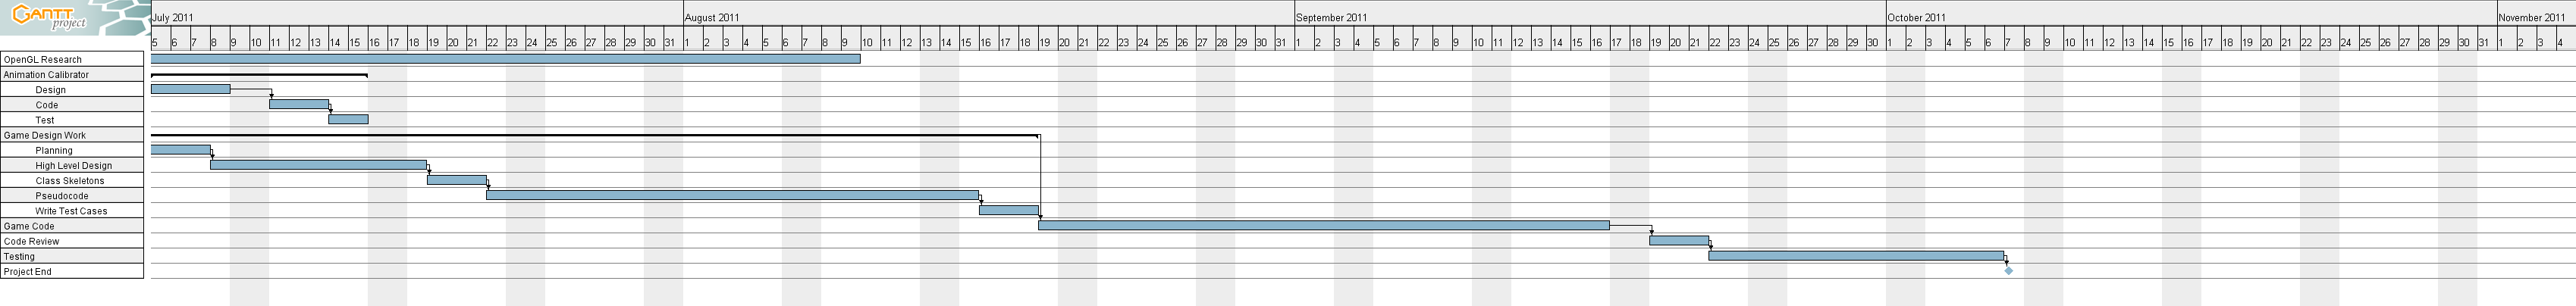 GANTT
project
July 2011 August 2011 September 2011 October 2011 November 2011
5 6 7 8 9 10 11 12 13 14 15 16 17 18 19 20 21 22 23 24 25 26 27 28 29 30 31 1 2 3 4 5 6 7 8 9 10 11 12 13 14 15 16 17 18 19 20 21 22 23 24 25 26 27 28 29 30 31 1 2 3 4 5 6 7 8 9 10 11 12 13 14 15 16 17 18 19 20 21 22 23 24 25 26 27 28 29 30 1 2 3 4 5 6 7 8 9 10 11 12 13 14 15 16 17 18 19 20 21 22 23 24 25 26 27 28 29 30 31 1 2 3 4
OpenGL Research
Animation Calibrator
Design
Code
Test
Game Design Work
Planning
High Level Design
Class Skeletons
Pseudocode
Write Test Cases
Game Code
Code Review
Testing
Project End